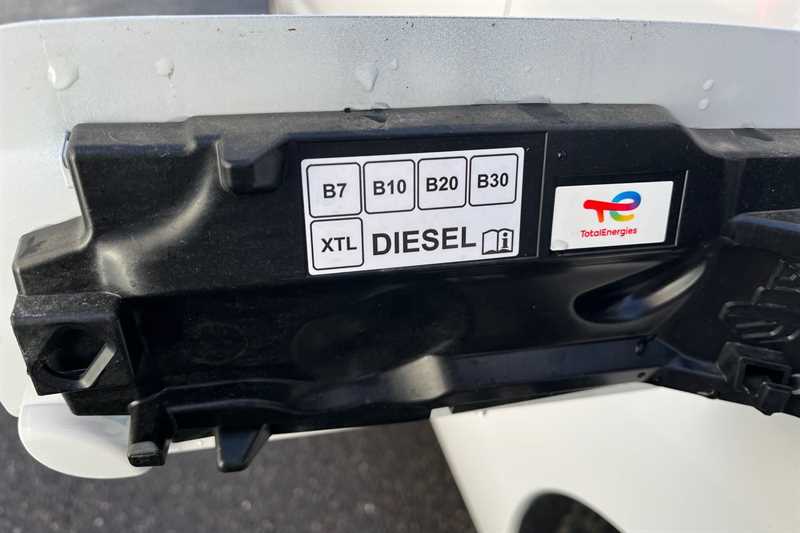 B7 B10 B20 B30
XTL DIESEL i
TotalEnergies